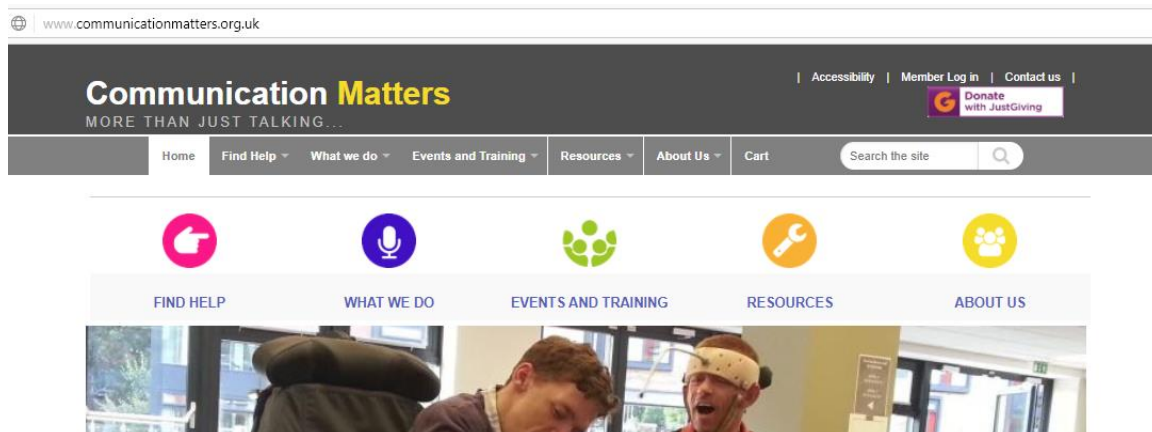 www.communicationmatters.org.uk
| Accessibility | Member Log in | Contact us |
Communication Matters
Donate
with JustGiving
MORE THAN JUST TALKING...
Home Find Help What we do Events and Training Resources About Us Cart Search the site
FIND HELP WHAT WE DO EVENTS AND TRAINING RESOURCES ABOUT US